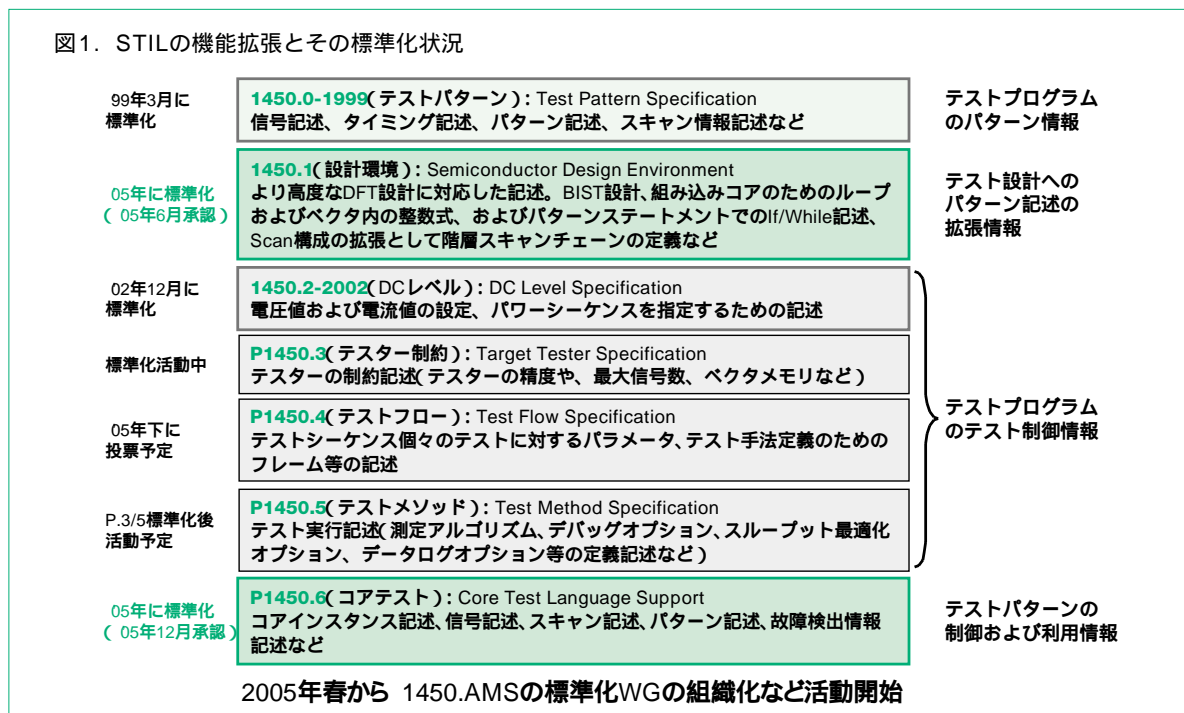 図1. STILの機能拡張とその標準化状況
99年3月に
標準化
1450.0-1999(テストパターン): Test Pattern Specification
信号記述、タイミング記述、パターン記述、スキャン情報記述など
テストプログラム
のパターン情報
05年に標準化
(05年6月承認)
1450.1(設計環境): Semiconductor Design Environment
より高度なDFT設計に対応した記述。BIST設計、組み込みコアのためのループ
およびベクタ内の整数式、およびパターンステートメントでのIf/While記述、
Scan構成の拡張として階層スキャンチェーンの定義など
テスト設計への
パターン記述の
拡張情報
02年12月に
標準化
1450.2-2002(DCレベル): DC Level Specification
電圧値および電流値の設定、パワーシーケンスを指定するための記述
標準化活動中
P1450.3(テスター制約): Target Tester Specification
テスターの制約記述(テスターの精度や、最大信号数、ベクタメモリなど)
05年下に
投票予定
P1450.4(テストフロー): Test Flow Specification
テストシーケンス個々のテストに対するパラメータ、テスト手法定義のための
フレーム等の記述
テストプログラム
のテスト制御情報
P.3/5標準化後
活動予定
P1450.5(テストメソッド): Test Method Specification
テスト実行記述(測定アルゴリズム、デバッグオプション、スループット最適化
オプション、データログオプション等の定義記述など)
05年に標準化
(05年12月承認)
P1450.6(コアテスト): Core Test Language Support
コアインスタンス記述、信号記述、スキャン記述、パターン記述、故障検出情報
記述など
テストパターンの
制御および利用情報
2005年春から 1450.AMSの標準化WGの組織化など活動開始